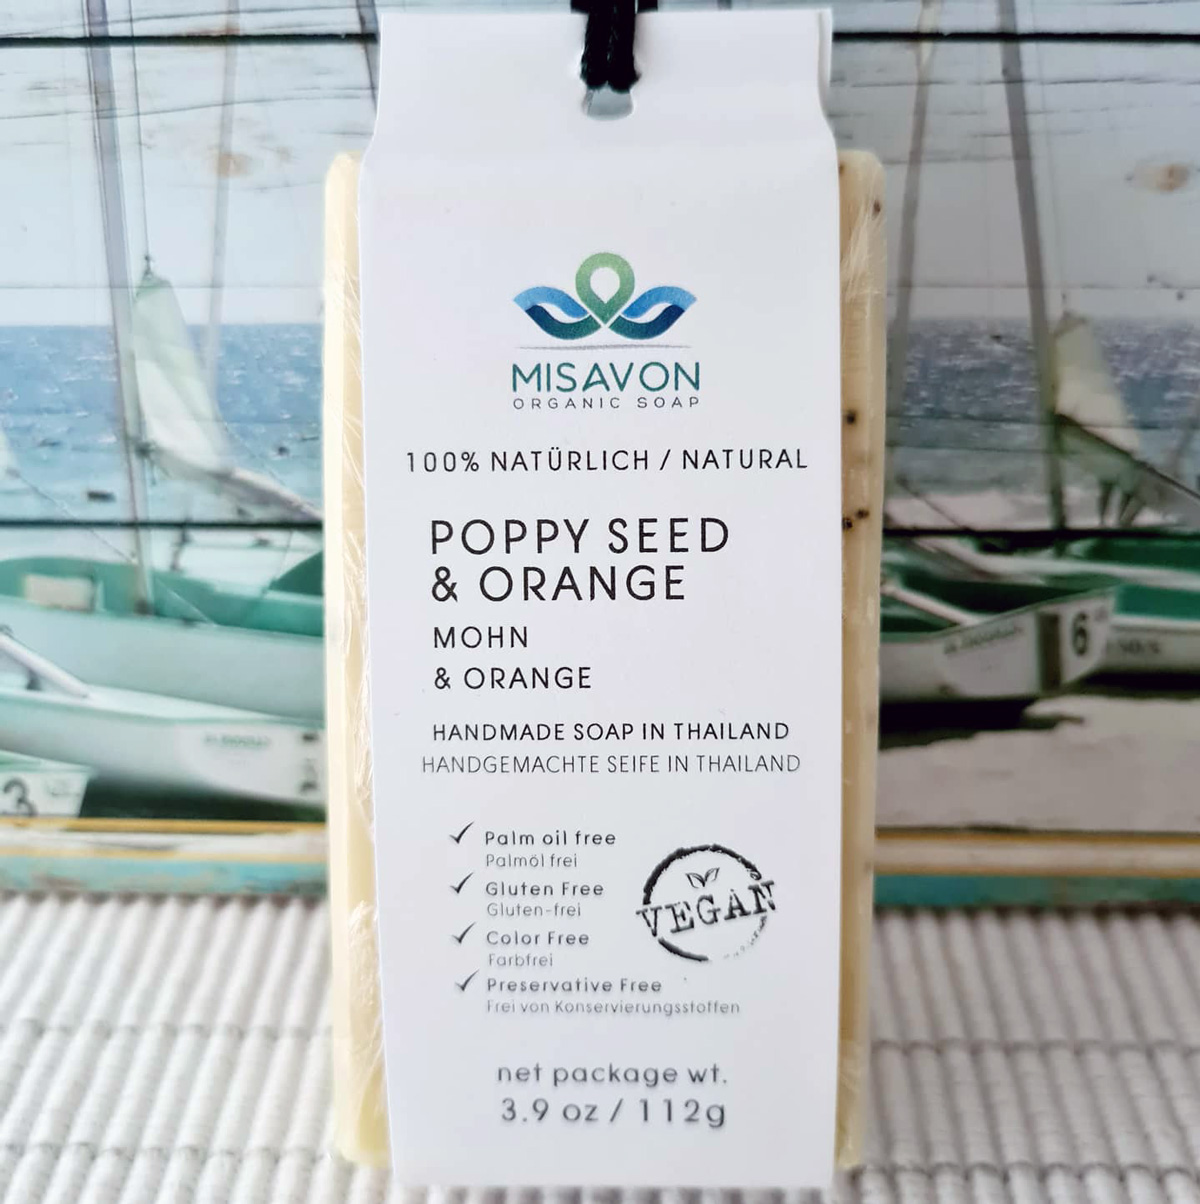 MISAVON
ORGANIC SOAP
100% NATÜRLICH / NATURAL
POPPY SEED
& ORANGE
MOHN
& ORANGE
HANDMADE SOAP IN THAILAND
HANDGEMACHTE SEIFE IN THAILAND
Palm oil free
Palmöl frei
Gluten Free
Gluten-frei
Color Free
Farbfrei
Preservative Free
Frei von Konservierungsstoffen
VEGAN
net package wt.
3.9 oz / 112g
6
3